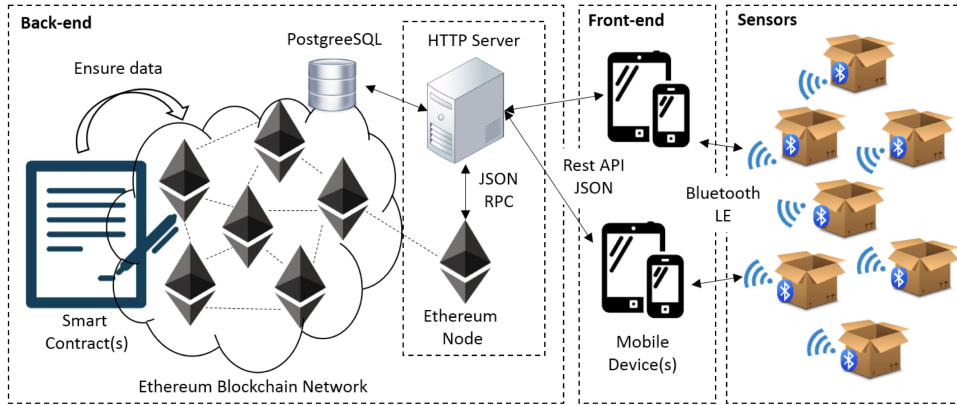 Back-end
Front-end
Sensors
Ensure data
PostgreeSQL
HTTP Server
JSON
RPC
Rest API
JSON
Bluetooth
LE
Smart
Contract(s)
Ethereum
Node
Mobile
Device(s)
Ethereum Blockchain Network